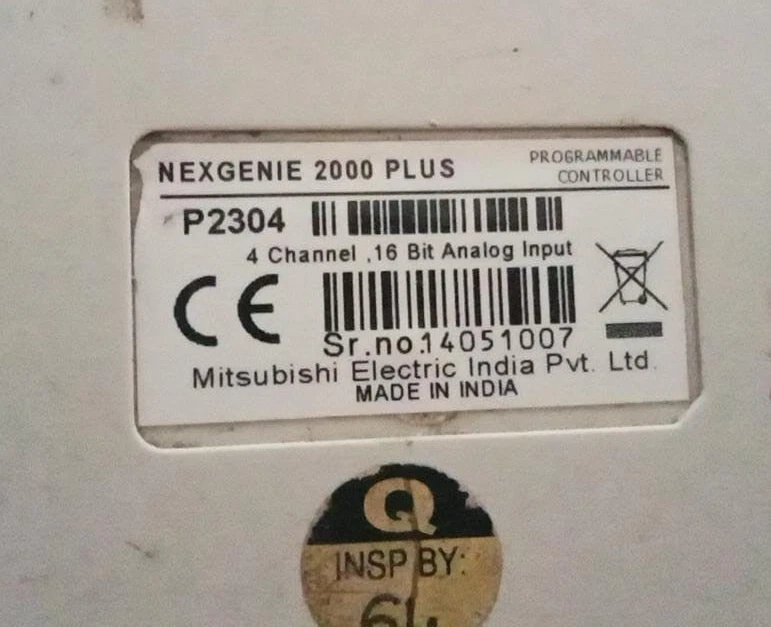 NEXGENIE 2000 PLUS
PROGRAMMABLE
CONTROLLER
P2304
4 Channel ,16 Bit Analog Input
CE
Sr.no:14051007
Mitsubishi Electric India Pvt. Ltd.
MADE IN INDIA
Q
INSP BY: